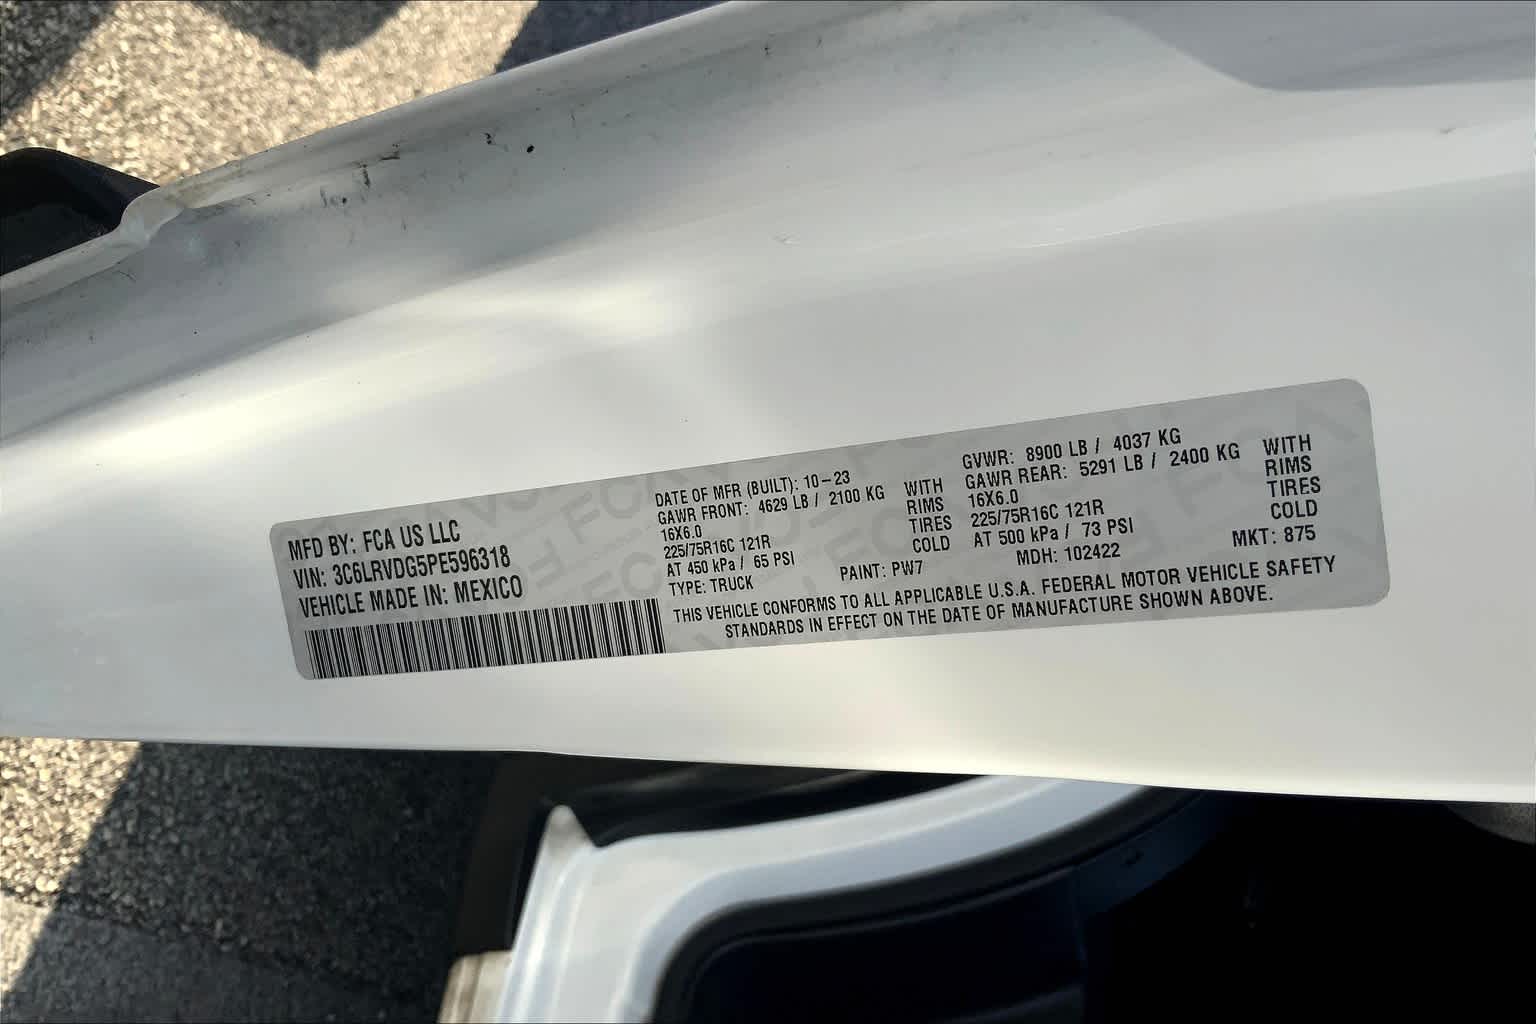 MFD BY: FCA US LLC
VIN: 3C6LRVDG5PE596318
VEHICLE MADE IN: MEXICO
DATE OF MFR (BUILT): 10-23
GAWR FRONT: 4629 LB / 2100 KG WITH
16X6.0 RIMS
225/75R16C 121R TIRES
AT 450 kPa / 65 PSI COLD
TYPE: TRUCK
PAINT: PW7
GVWR: 8900 LB / 4037 KG
GAWR REAR: 5291 LB / 2400 KG WITH
16X6.0 RIMS
225/75R16C 121R TIRES
AT 500 kPa / 73 PSI COLD
MDH: 102422
MKT: 875
THIS VEHICLE CONFORMS TO ALL APPLICABLE U.S.A. FEDERAL MOTOR VEHICLE SAFETY
STANDARDS IN EFFECT ON THE DATE OF MANUFACTURE SHOWN ABOVE.